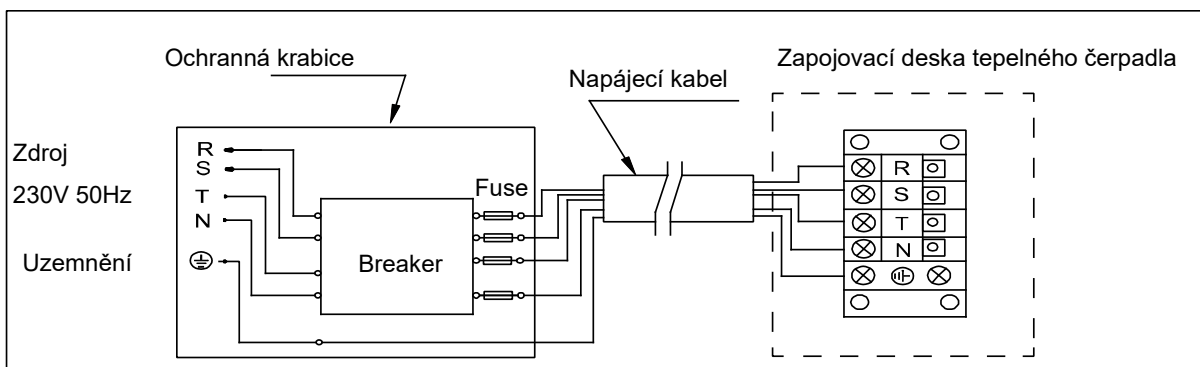 Ochranná krabice
Napájecí kabel
Zapojovací deska tepelného čerpadla
Zdroj
230V 50Hz
Uzemnění
R
S
T
N
Fuse
Breaker
R
S
T
N